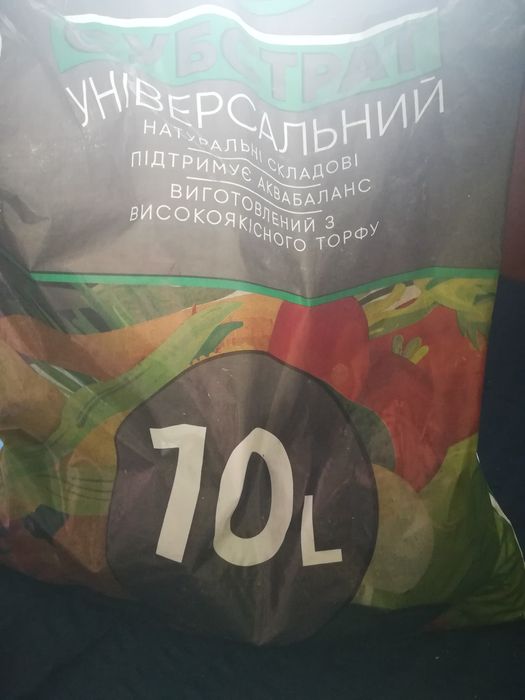 СУБСТРАТ
УНІВЕРСАЛЬНИЙ
НАТУРАЛЬНІ СКЛАДОВІ
ПІДТРИМУЄ АКВАБАЛАНС
ВИГОТОВЛЕНИЙ З
ВИСОКОЯКІСНОГО ТОРФУ
10L